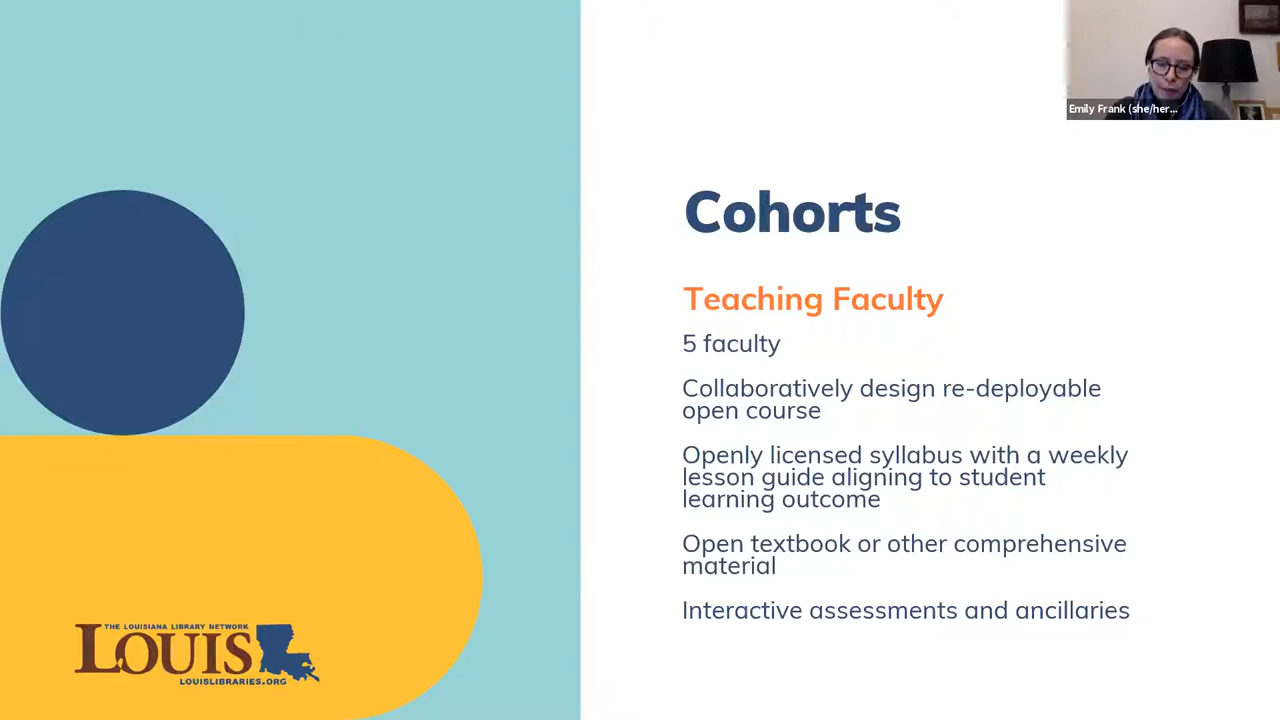 Emily Frank (she/her...
Cohorts
Teaching Faculty
5 faculty
Collaboratively design re-deployable
open course
Openly licensed syllabus with a weekly
lesson guide aligning to student
learning outcome
Open textbook or other comprehensive
material
Interactive assessments and ancillaries
THE LOUISIANA LIBRARY NETWORK
LOUIS
LOUISLIBRARIES.ORG